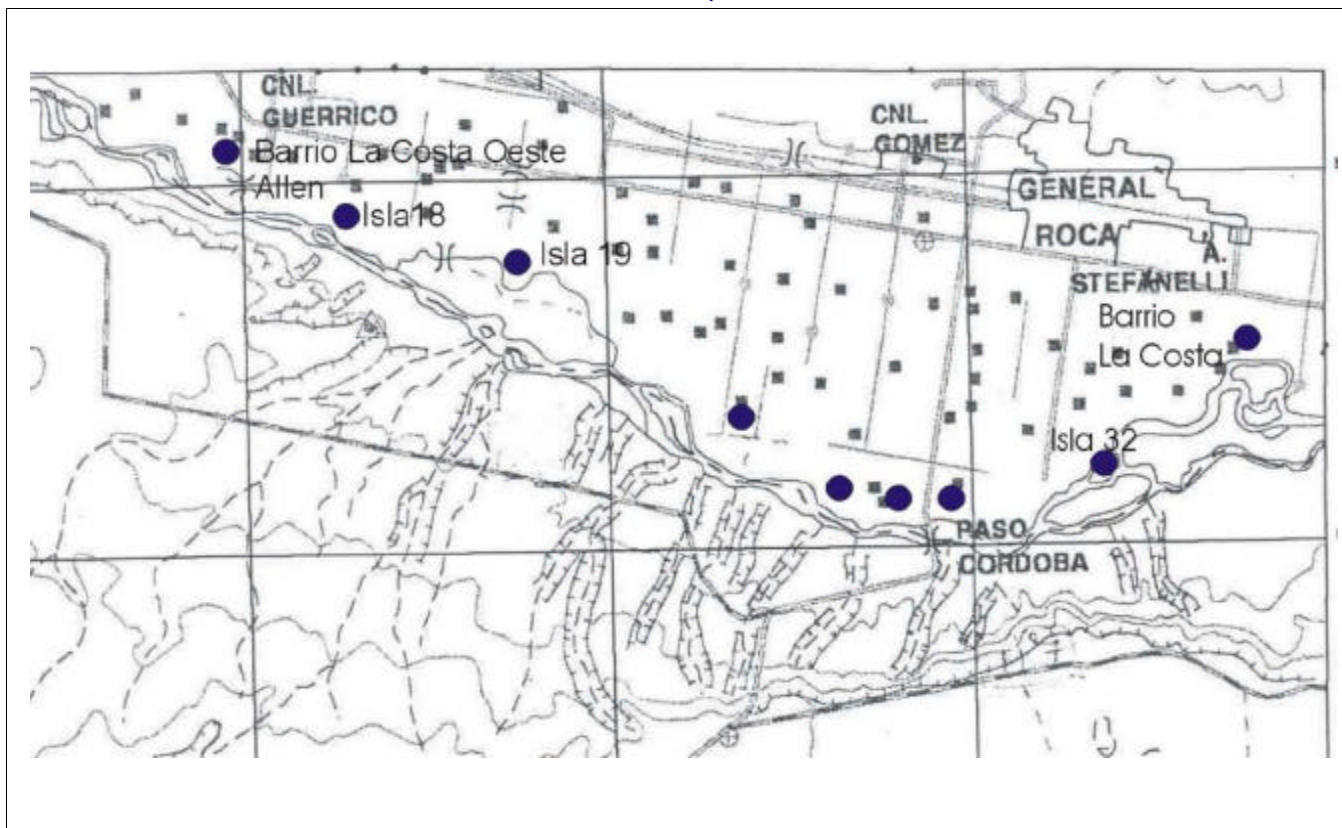 CNL.
GUERRICO
Barrio La Costa Oeste
Allen
Isla18
Isla 19
CNL.
GOMEZ
GENERAL
ROCA
A.
STEFANELLI
Barrio
La Costa
Isla 32
PASO
CORDOBA